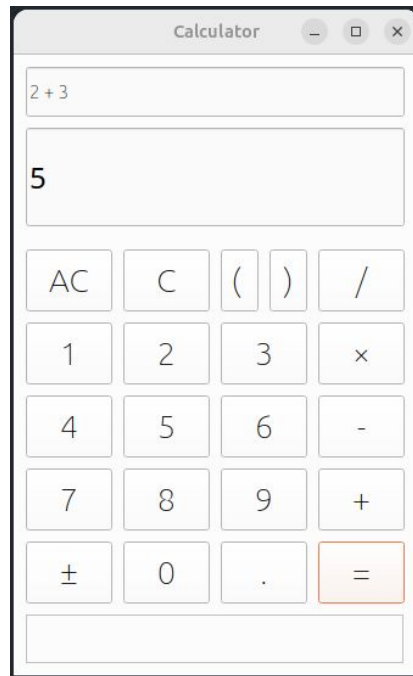 Calculator
2 + 3
5
AC C ( ) /
1 2 3 ×
4 5 6 -
7 8 9 +
± 0 . =